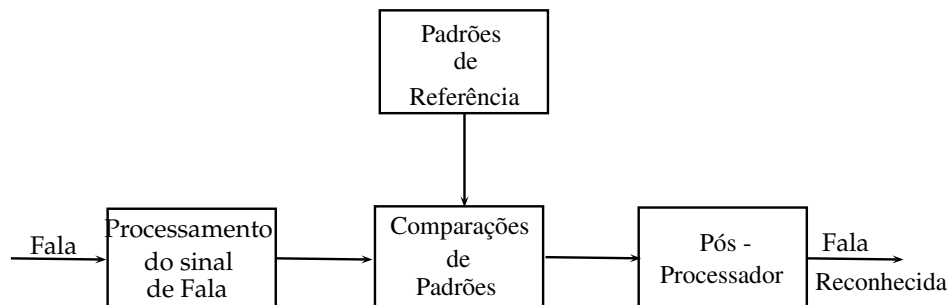 Padrões
de
Referência
Fala
Processamento
do sinal
de Fala
Comparações
de
Padrões
Pós -
Processador
Fala
Reconhecida